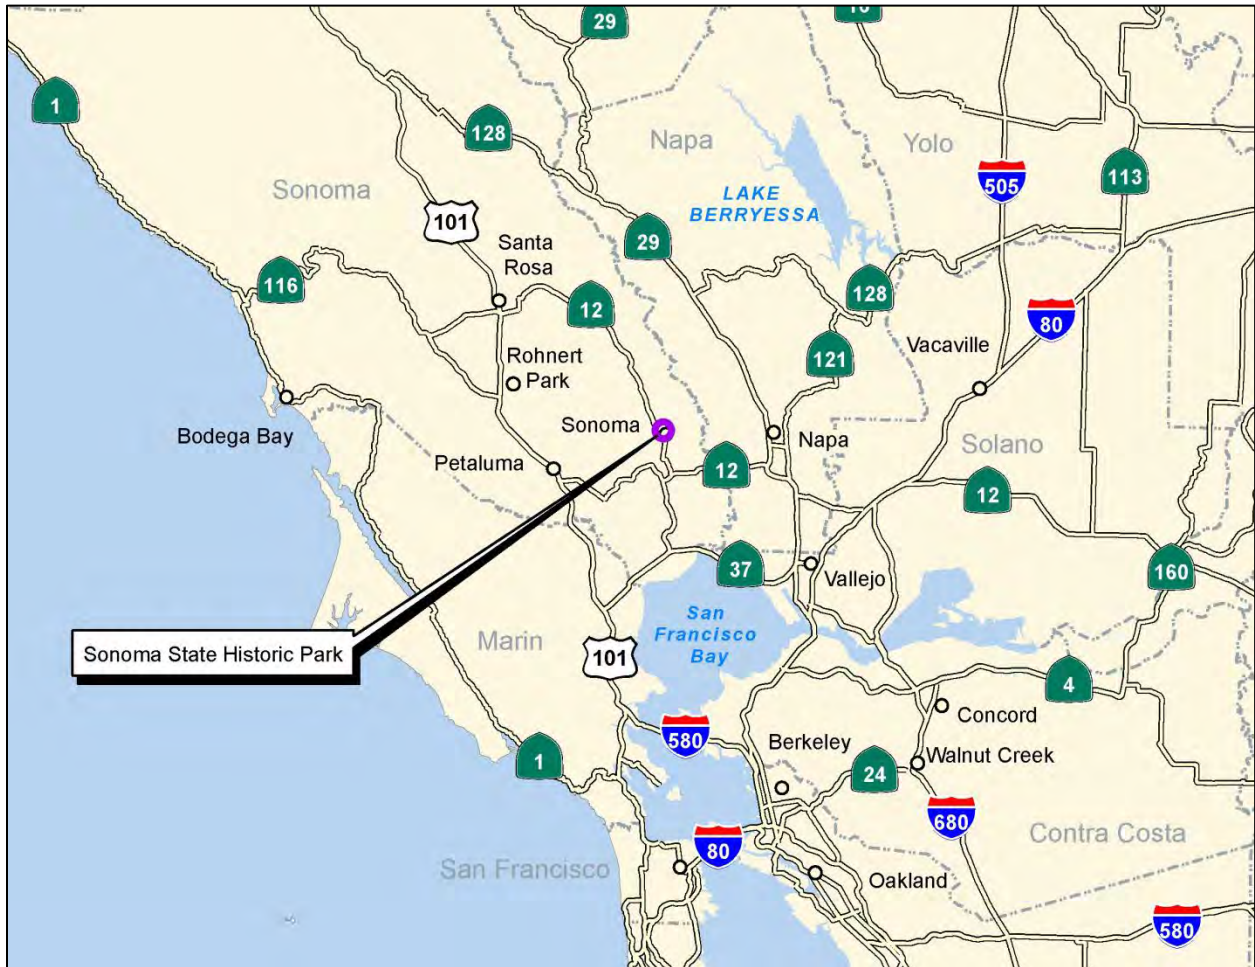 29
16
1
128
Napa
Yolo
505
113
Sonoma
LAKE
BERRYESSA
101
Santa
Rosa
29
116
12
128
80
121
Vacaville
Rohnert
Park
Sonoma
Napa
Solano
Bodega Bay
Petaluma
12
12
37
Vallejo
160
San
Francisco
Bay
Marin
Sonoma State Historic Park
101
4
Concord
580
Berkeley
Walnut Creek
1
24
680
Contra Costa
80
San Francisco
Oakland
580